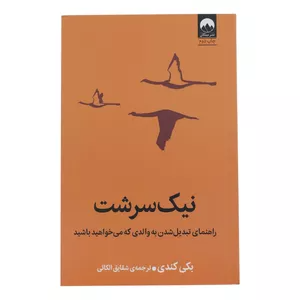 نیک‌سرشت
راهنمای تبدیل‌شدن به والدی که می‌خواهید باشید
بکی کندی • ترجمه‌ی شقایق الکائی